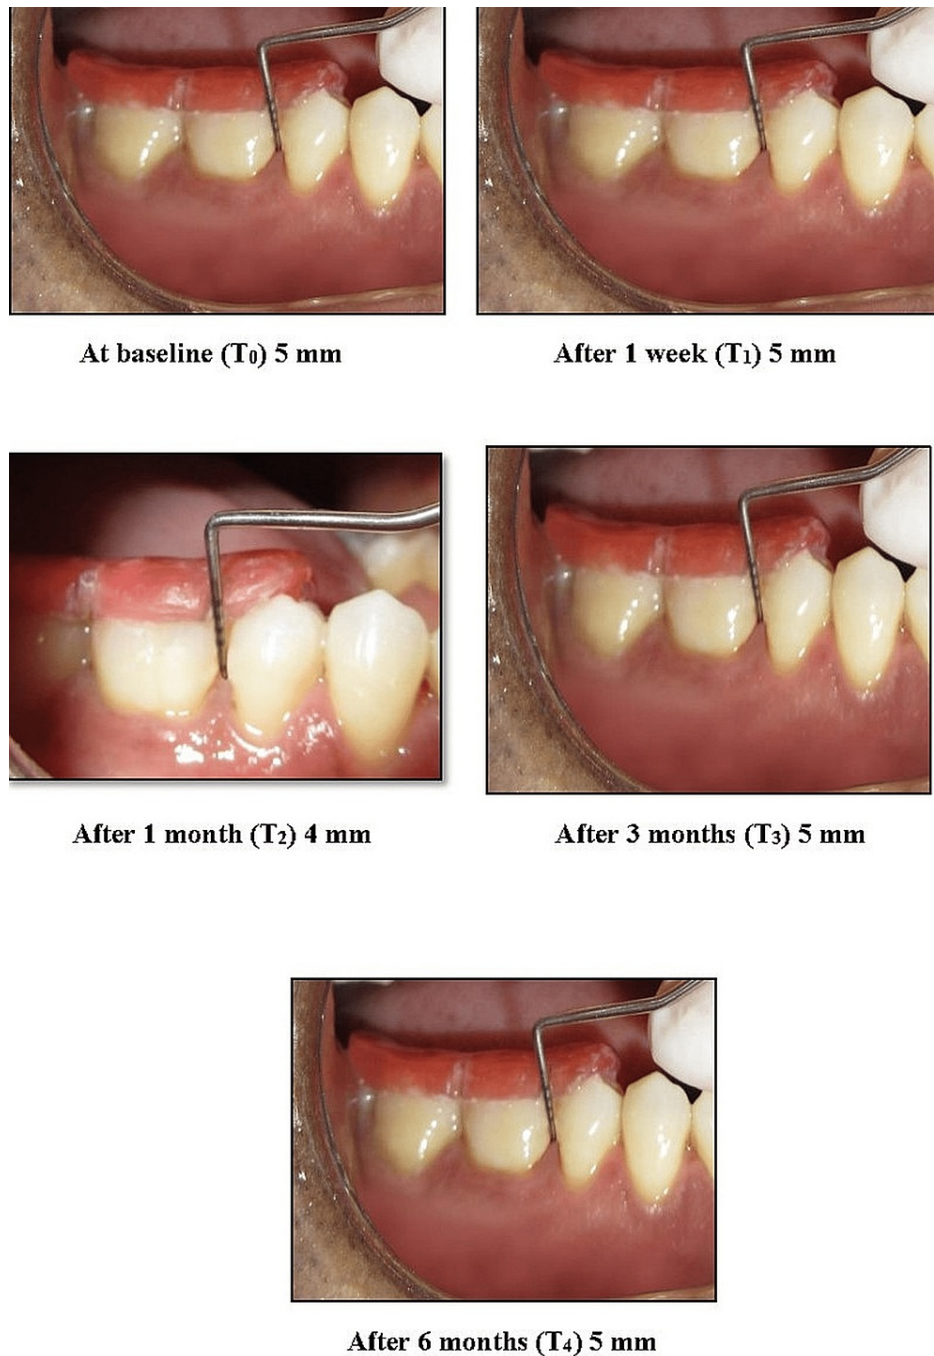 At baseline (T₀) 5 mm
After 1 week (T₁) 5 mm
After 1 month (T₂) 4 mm
After 3 months (T₃) 5 mm
After 6 months (T₄) 5 mm